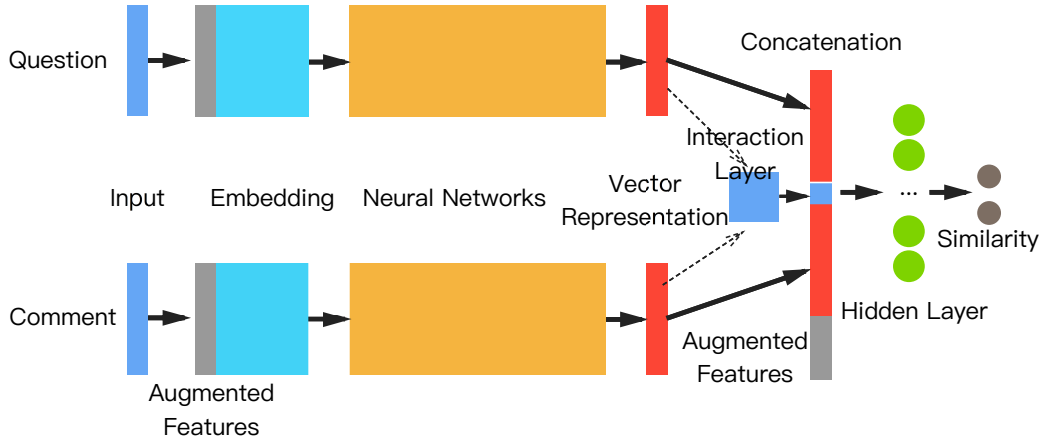 Concatenation
Question
Interaction
Layer
Input
Embedding
Neural Networks
Vector
Representation
...
Similarity
Comment
Hidden Layer
Augmented
Features
Augmented
Features